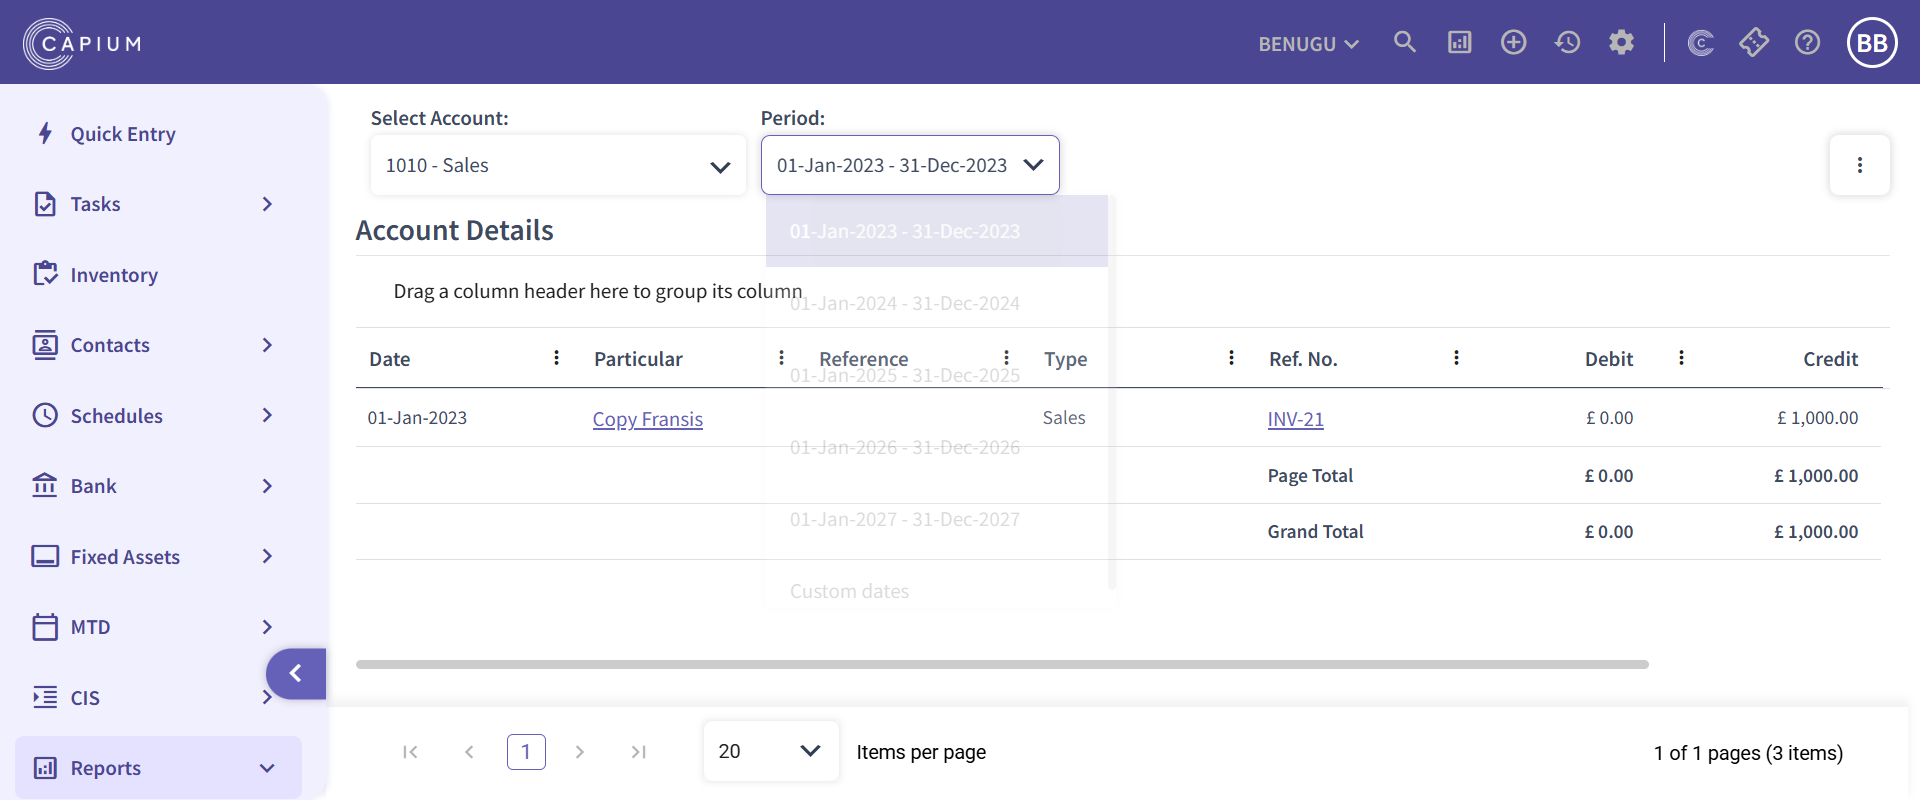 CAPIUM
BENUGU
BB
Quick Entry
Tasks
Inventory
Contacts
Schedules
Bank
Fixed Assets
MTD
CIS
Reports
Select Account:
1010 - Sales
Period:
01-Jan-2023 - 31-Dec-2023
01-Jan-2023 - 31-Dec-2023
01-Jan-2024 - 31-Dec-2024
01-Jan-2025 - 31-Dec-2025
01-Jan-2026 - 31-Dec-2026
01-Jan-2027 - 31-Dec-2027
Custom dates
Account Details
Drag a column header here to group its column
Date Particular Reference Type Ref. No. Debit Credit
01-Jan-2023 Copy Fransis Sales INV-21 £ 0.00 £ 1,000.00
Page Total £ 0.00 £ 1,000.00
Grand Total £ 0.00 £ 1,000.00
1
20
Items per page
1 of 1 pages (3 items)